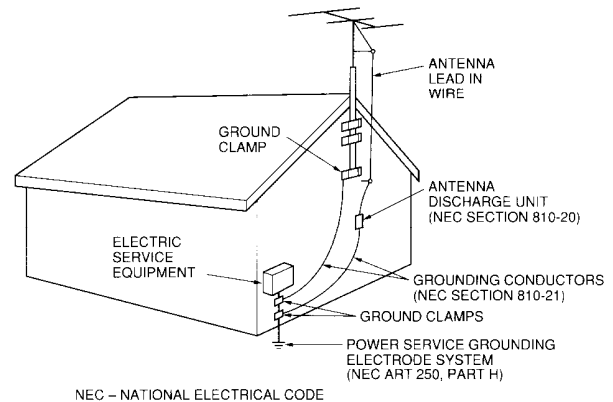 ANTENNA
LEAD IN
WIRE
GROUND
CLAMP
ANTENNA
DISCHARGE UNIT
(NEC SECTION 810-20)
ELECTRIC
SERVICE
EQUIPMENT
GROUNDING CONDUCTORS
(NEC SECTION 810-21)
GROUND CLAMPS
POWER SERVICE GROUNDING
ELECTRODE SYSTEM
(NEC ART 250, PART H)
NEC – NATIONAL ELECTRICAL CODE